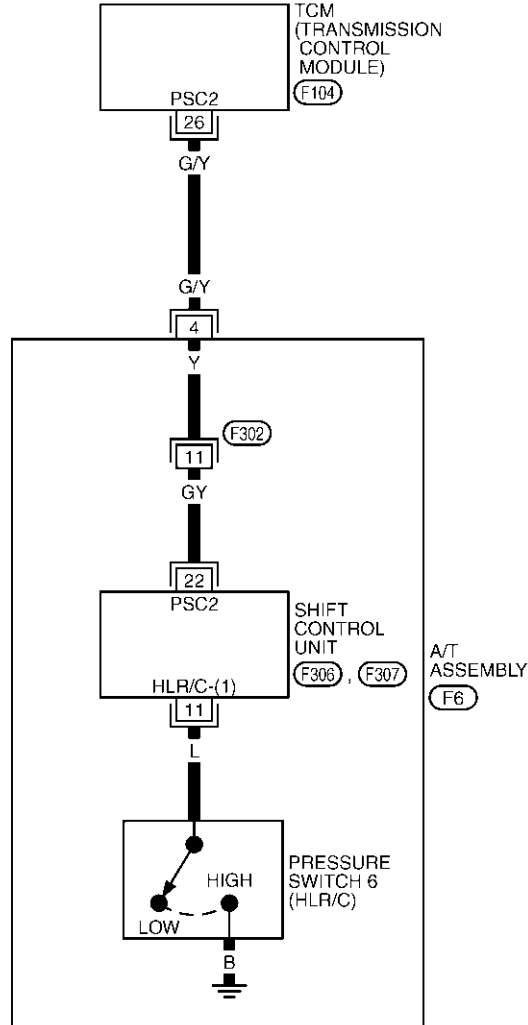 TCM
(TRANSMISSION
CONTROL
MODULE)
F104
PSC2
26
G/Y
G/Y
4
Y
F302
11
GY
22
PSC2
SHIFT
CONTROL
UNIT
F306 , F307
A/T
ASSEMBLY
F6
HLR/C-(1)
11
L
PRESSURE
SWITCH 6
(HLR/C)
HIGH
LOW
B